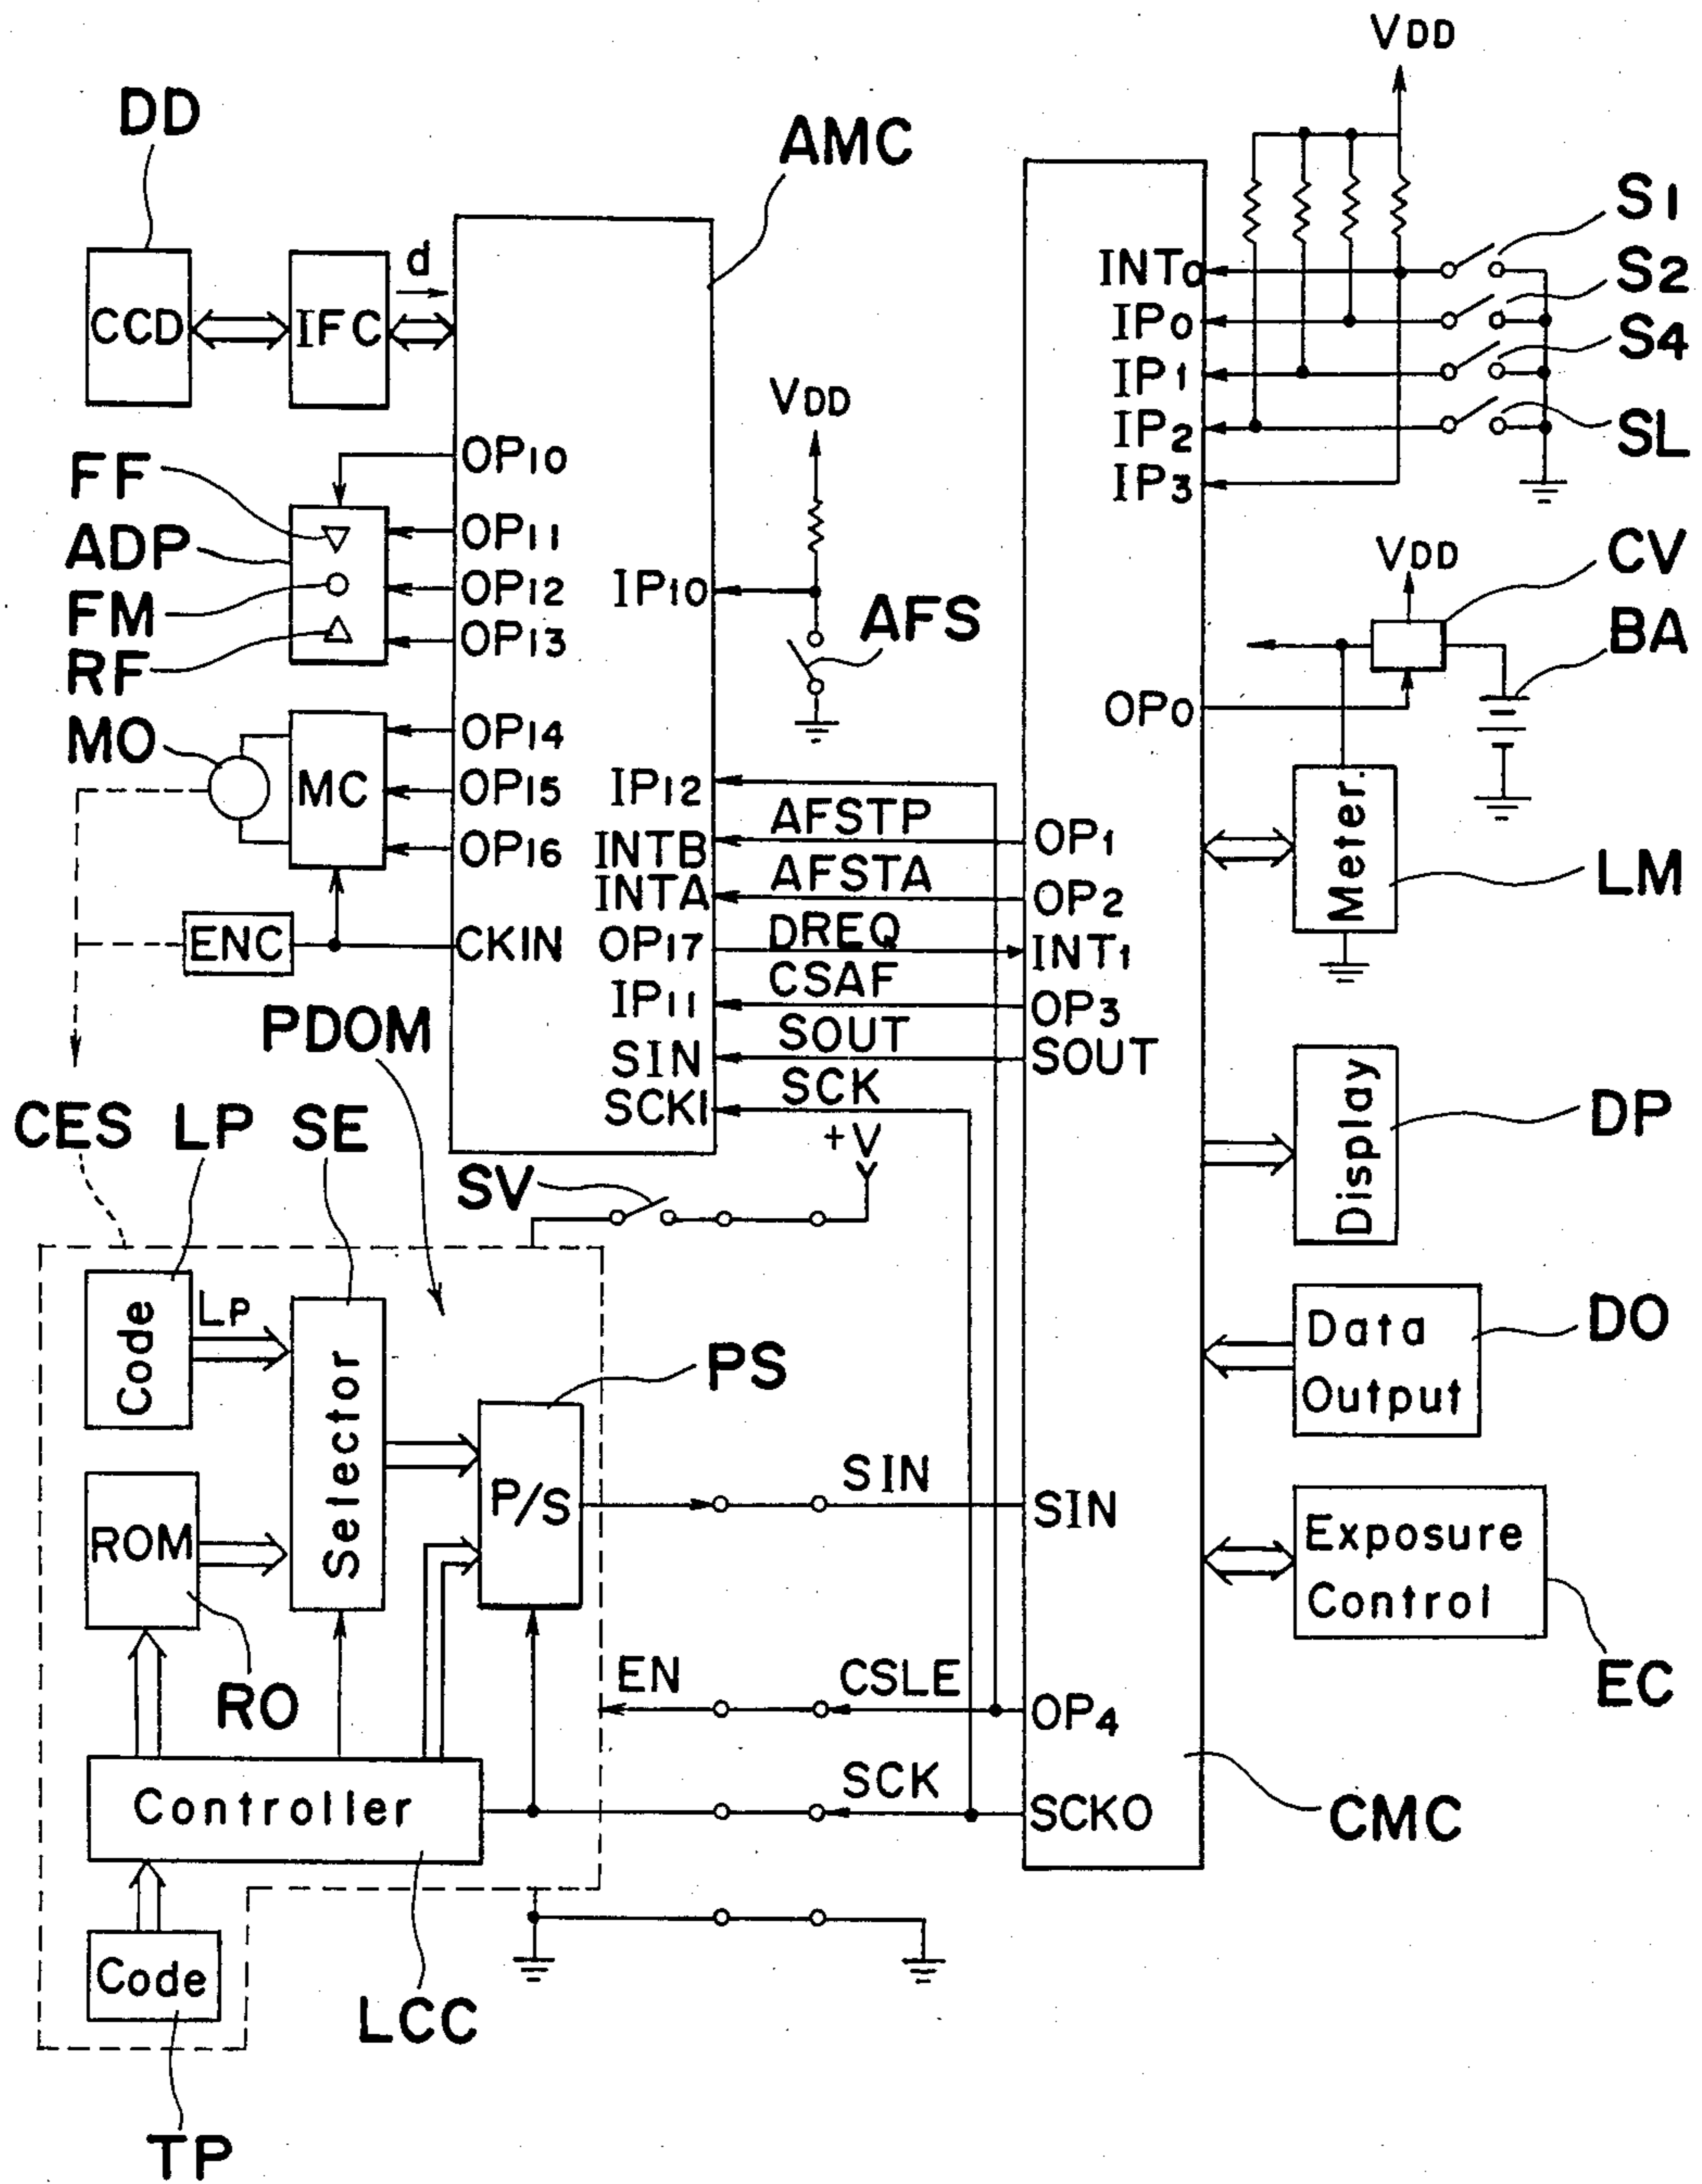 VDD
DD
AMC
S1
d
INT0
S2
CCD
IFC
IP0
S4
IP1
VDD
IP2
SL
OP10
FF
IP3
OP11
ADP
CV
VDD
OP12
IP10
FM
AFS
BA
OP13
RF
OP0
MO
OP14
MC
OP15
IP12
Meter.
AFSTP
OP1
OP16
INTB
LM
AFSTA
INTA
OP2
DREQ
ENC
CKIN
OP17
INT1
CSAF
IP11
OP3
PDOM
SOUT
SIN
SOUT
SCK
SCKI
Display
DP
CES
LP
SE
+V
SV
Code
LP
Data
Output
DO
Selector
PS
SIN
P/S
SIN
ROM
Exposure
Control
EN
CSLE
EC
RO
OP4
SCK
Controller
SCKO
CMC
Code
LCC
TP